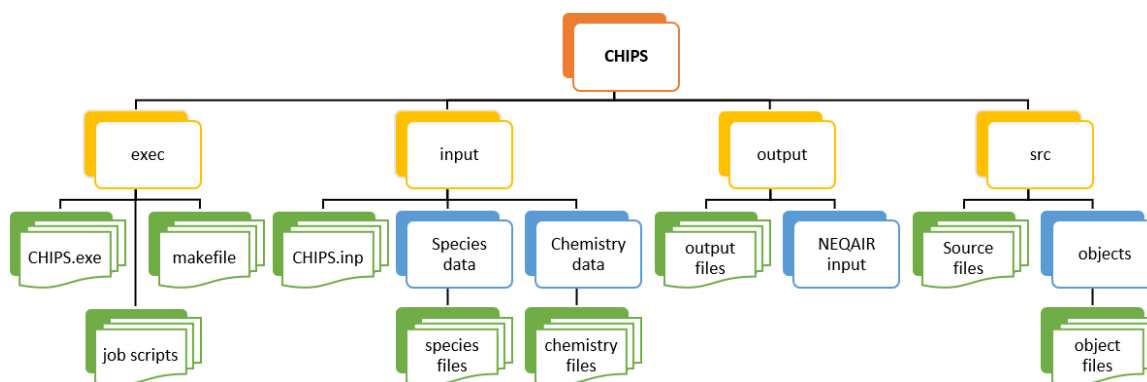 CHIPS
exec
input
output
src
CHIPS.exe
makefile
CHIPS.inp
Species
data
Chemistry
data
output
files
NEQAIR
input
Source
files
objects
job scripts
species
files
chemistry
files
object
files